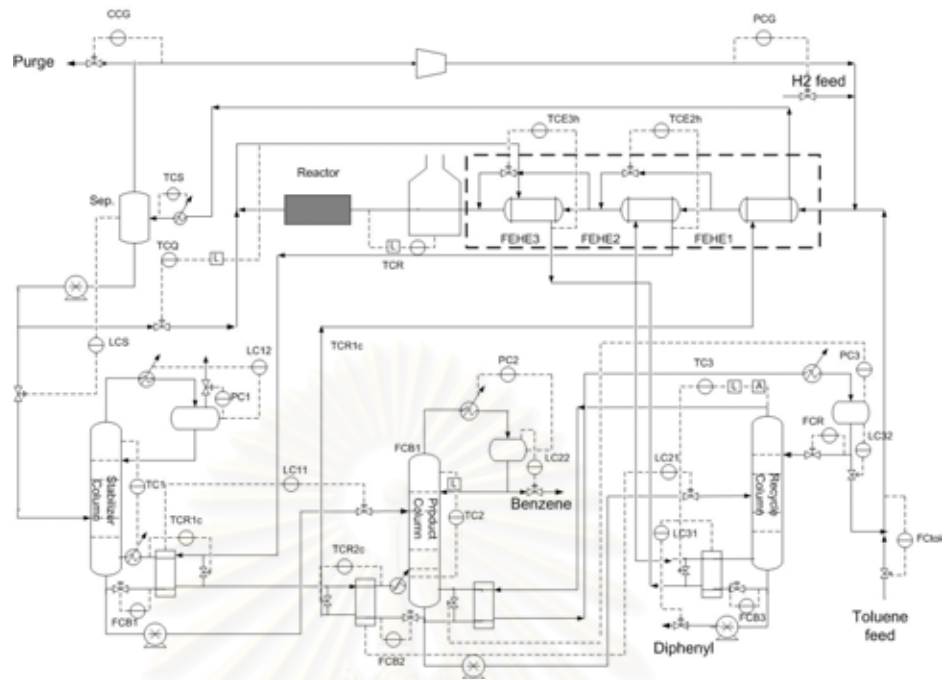 CCG
PCG
Purge
H2 feed
TCE3h
TCE2h
Reactor
TCS
Sep.
FEHE3
FEHE2
FEHE1
TCQ
L
L
TCR
LCS
TCR1c
LC12
PC2
TC3
L
A
PC3
PC1
FCB1
FCR
LC32
LC22
LC11
LC21
L
Benzene
Stabilizer Column
TC1
Product Column
TC2
Recycle Column
TCR1c
TCR2c
LC31
FCtol
FCB1
FCB2
FCB3
Toluene
feed
Diphenyl